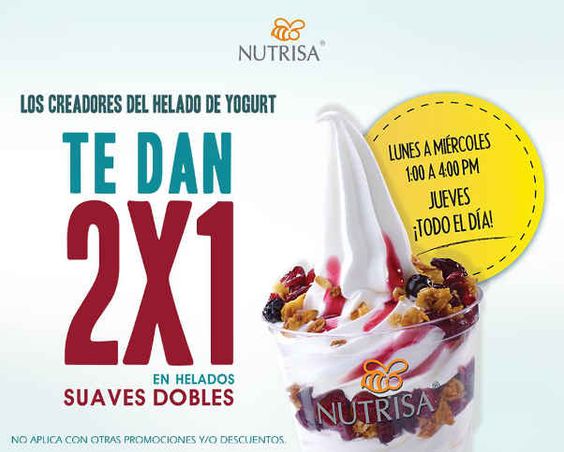 NUTRISA®
LOS CREADORES DEL HELADO DE YOGURT
TE DAN
2X1
EN HELADOS
SUAVES DOBLES
LUNES A MIÉRCOLES
1:00 A 4:00 PM
JUEVES
¡TODO EL DÍA!
NUTRISA®
NO APLICA CON OTRAS PROMOCIONES Y/O DESCUENTOS.